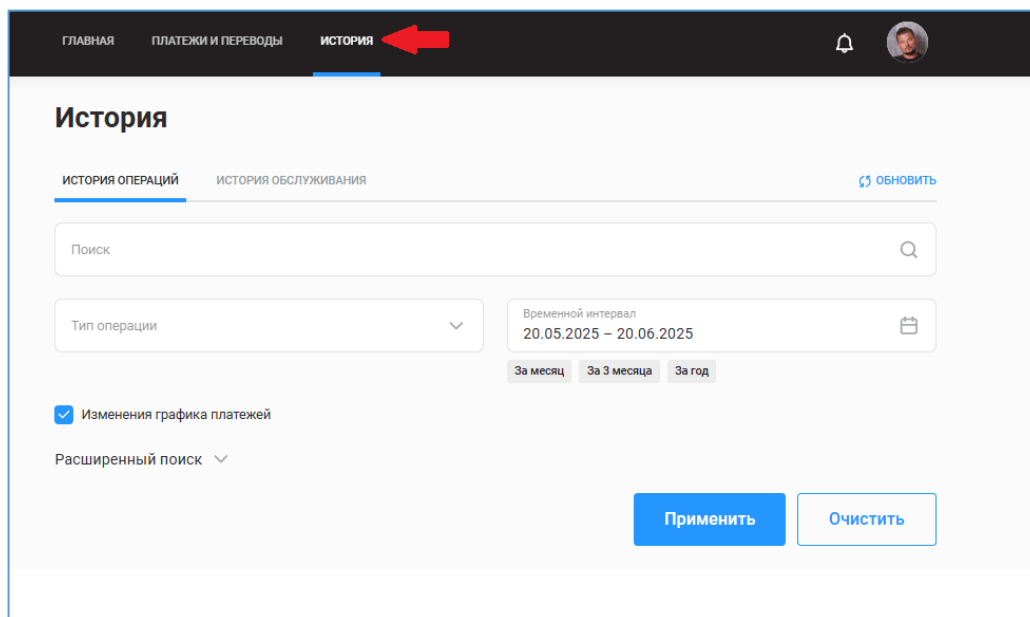 ГЛАВНАЯ ПЛАТЕЖИ И ПЕРЕВОДЫ ИСТОРИЯ
История
ИСТОРИЯ ОПЕРАЦИЙ ИСТОРИЯ ОБСЛУЖИВАНИЯ ОБНОВИТЬ
Поиск
Тип операции
Временной интервал
20.05.2025 – 20.06.2025
За месяц За 3 месяца За год
Изменения графика платежей
Расширенный поиск
Применить Очистить